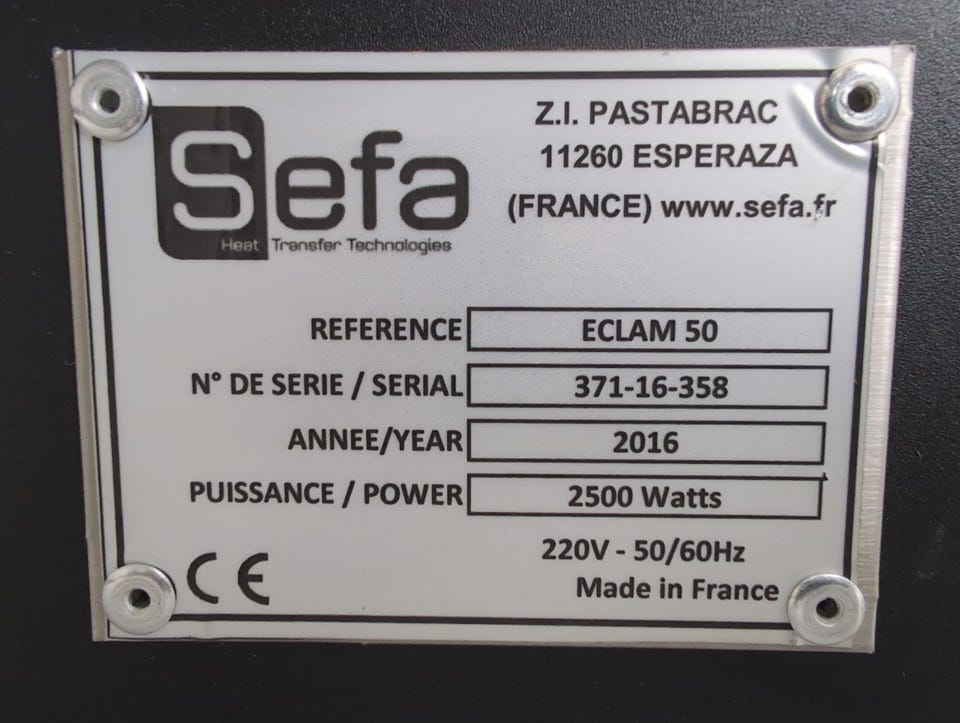 Sefa
Heat Transfer Technologies
Z.I. PASTABRAC
11260 ESPERAZA
(FRANCE) www.sefa.fr
REFERENCE ECLAM 50
N° DE SERIE / SERIAL 371-16-358
ANNEE/YEAR 2016
PUISSANCE / POWER 2500 Watts
220V - 50/60Hz
CE Made in France